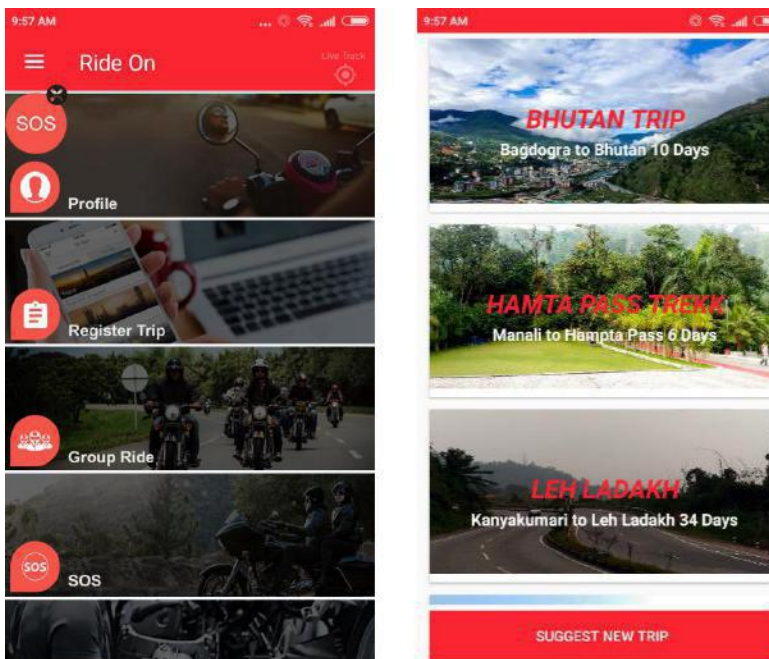 9:57 AM
...
Ride On
Live Track
SOS
Profile
Register Trip
Group Ride
SOS
SOS
9:57 AM
BHUTAN TRIP
Bagdogra to Bhutan 10 Days
HAMTA PASS TREKK
Manali to Hampta Pass 6 Days
LEH LADAKH
Kanyakumari to Leh Ladakh 34 Days
SUGGEST NEW TRIP